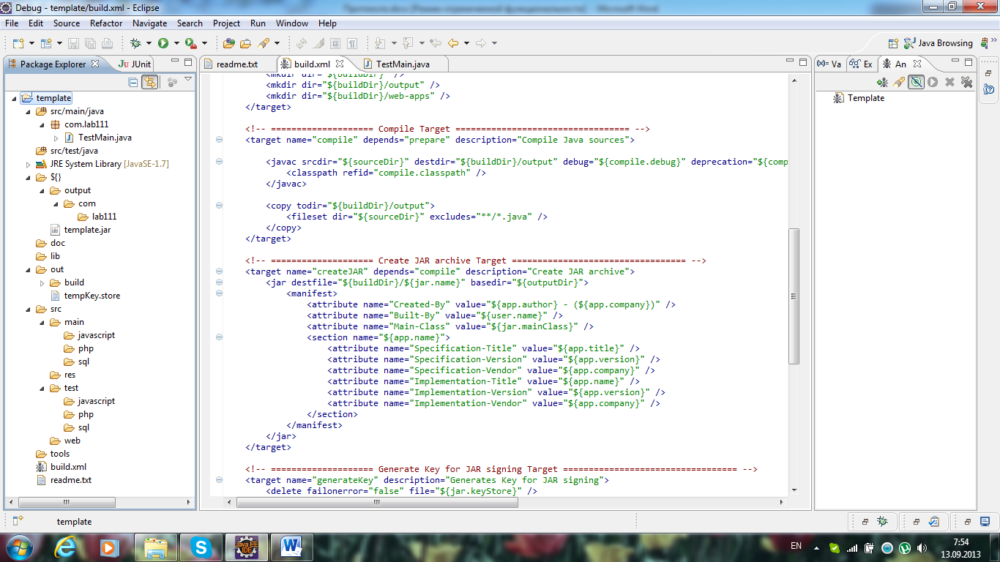 Debug - template/build.xml - Eclipse
File Edit Source Refactor Navigate Search Project Run Window Help
Java Browsing
Package Explorer
JUnit
readme.txt
build.xml
TestMain.java
(x)= Va
Ex
An
template
src/main/java
com.lab111
TestMain.java
src/test/java
JRE System Library [JavaSE-1.7]
${}
output
com
lab111
template.jar
doc
lib
out
build
tempKey.store
src
main
javascript
php
sql
res
test
javascript
php
sql
web
tools
build.xml
readme.txt
<mkdir dir="${buildDir}" />
<mkdir dir="${buildDir}/output" />
<mkdir dir="${buildDir}/web-apps" />
</target>
<!-- ==================== Compile Target ================================== -->
<target name="compile" depends="prepare" description="Compile Java sources">
<javac srcdir="${sourceDir}" destdir="${buildDir}/output" debug="${compile.debug}" deprecation="${comp
<classpath refid="compile.classpath" />
</javac>
<copy todir="${buildDir}/output">
<fileset dir="${sourceDir}" excludes="**/*.java" />
</copy>
</target>
<!-- ==================== Create JAR archive Target ================================== -->
<target name="createJAR" depends="compile" description="Create JAR archive">
<jar destfile="${buildDir}/${jar.name}" basedir="${outputDir}">
<manifest>
<attribute name="Created-By" value="${app.author} - (${app.company})" />
<attribute name="Built-By" value="${user.name}" />
<attribute name="Main-Class" value="${jar.mainClass}" />
<section name="${app.name}">
<attribute name="Specification-Title" value="${app.title}" />
<attribute name="Specification-Version" value="${app.version}" />
<attribute name="Specification-Vendor" value="${app.company}" />
<attribute name="Implementation-Title" value="${app.name}" />
<attribute name="Implementation-Version" value="${app.version}" />
<attribute name="Implementation-Vendor" value="${app.company}" />
</section>
</manifest>
</jar>
</target>
<!-- ==================== Generate Key for JAR signing Target ================================== -->
<target name="generateKey" description="Generates Key for JAR signing">
<delete failonerror="false" file="${jar.keyStore}" />
Template
template
Java EE
IDE
EN
7:54
13.09.2013